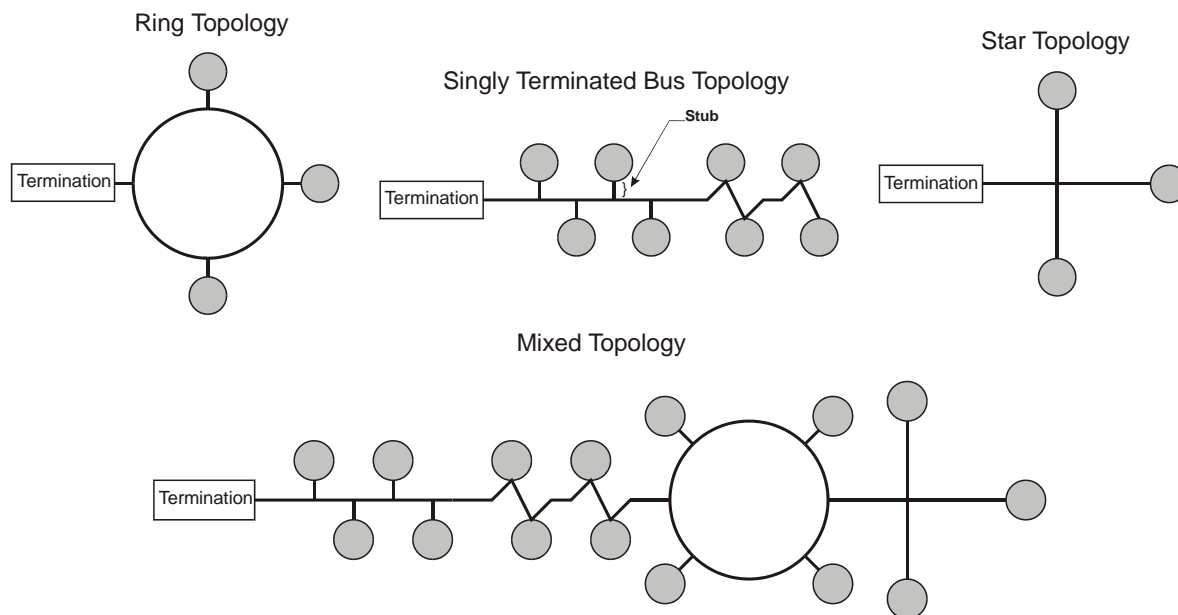 Ring Topology
Star Topology
Singly Terminated Bus Topology
Stub
Termination
Termination
}
Termination
Mixed Topology
Termination